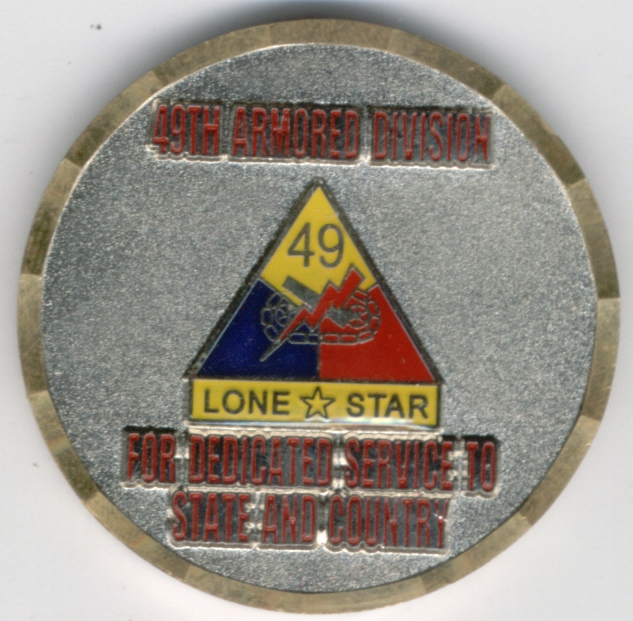 49TH ARMORED DIVISION
49
LONE STAR
FOR DEDICATED SERVICE TO
STATE AND COUNTRY